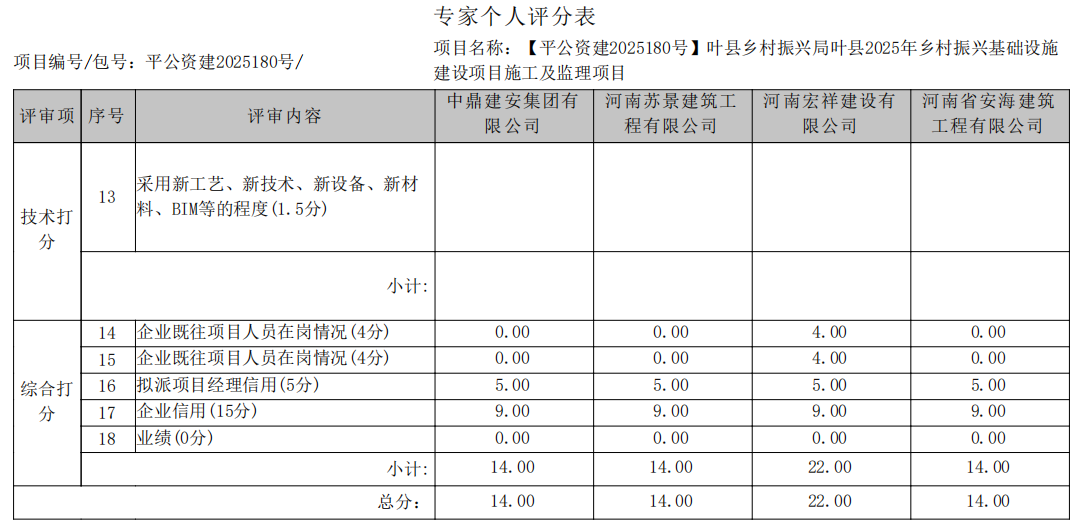 专家个人评分表
项目编号/包号：平公资建2025180号/
项目名称：【平公资建2025180号】叶县乡村振兴局叶县2025年乡村振兴基础设施
建设项目施工及监理项目
评审项 序号 评审内容 中鼎建安集团有限公司 河南苏景建筑工程有限公司 河南宏祥建设有限公司 河南省安海建筑工程有限公司
技术打分
13 采用新工艺、新技术、新设备、新材
料、BIM等的程度(1.5分)
小计:
综合打分
14 企业既往项目人员在岗情况(4分) 0.00 0.00 4.00 0.00
15 企业既往项目人员在岗情况(4分) 0.00 0.00 4.00 0.00
16 拟派项目经理信用(5分) 5.00 5.00 5.00 5.00
17 企业信用(15分) 9.00 9.00 9.00 9.00
18 业绩(0分) 0.00 0.00 0.00 0.00
小计: 14.00 14.00 22.00 14.00
总分: 14.00 14.00 22.00 14.00